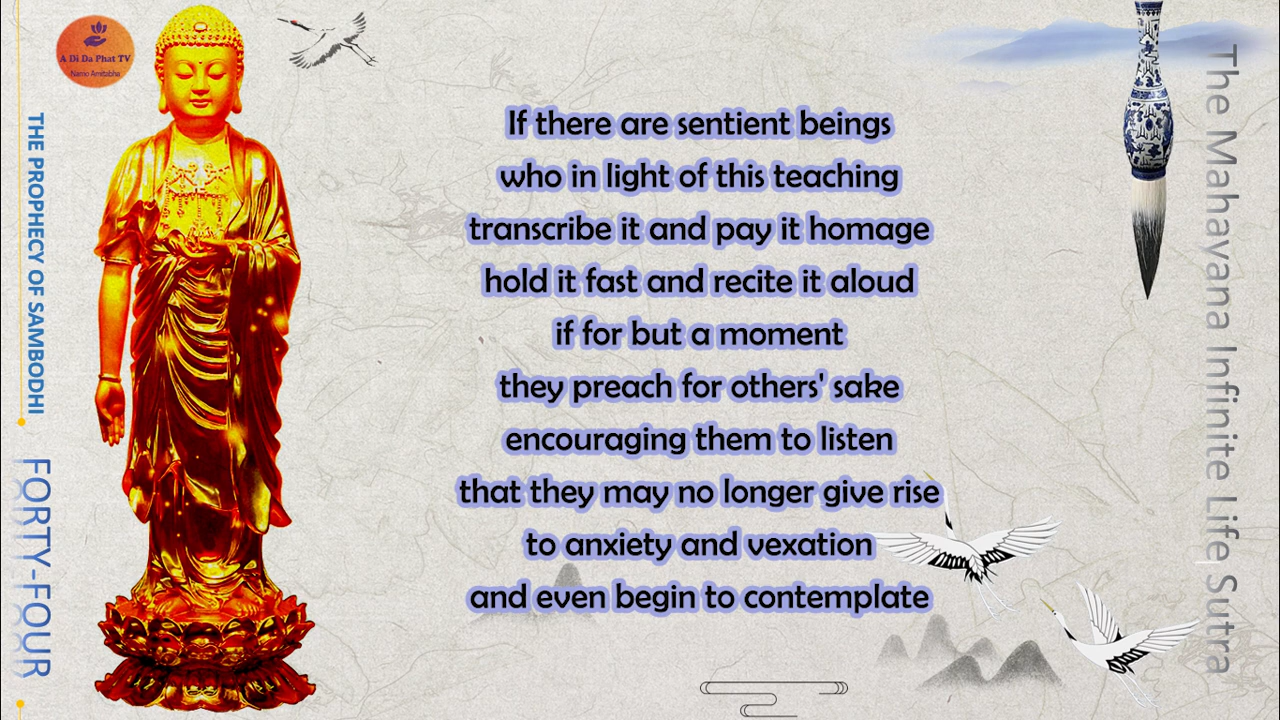 A Di Da Phat TV
Namo Amitabha
THE PROPHECY OF SAMBODHI
FORTY-FOUR
If there are sentient beings
who in light of this teaching
transcribe it and pay it homage
hold it fast and recite it aloud
if for but a moment
they preach for others' sake
encouraging them to listen
that they may no longer give rise
to anxiety and vexation
and even begin to contemplate
The Mahayana Infinite Life Sutra